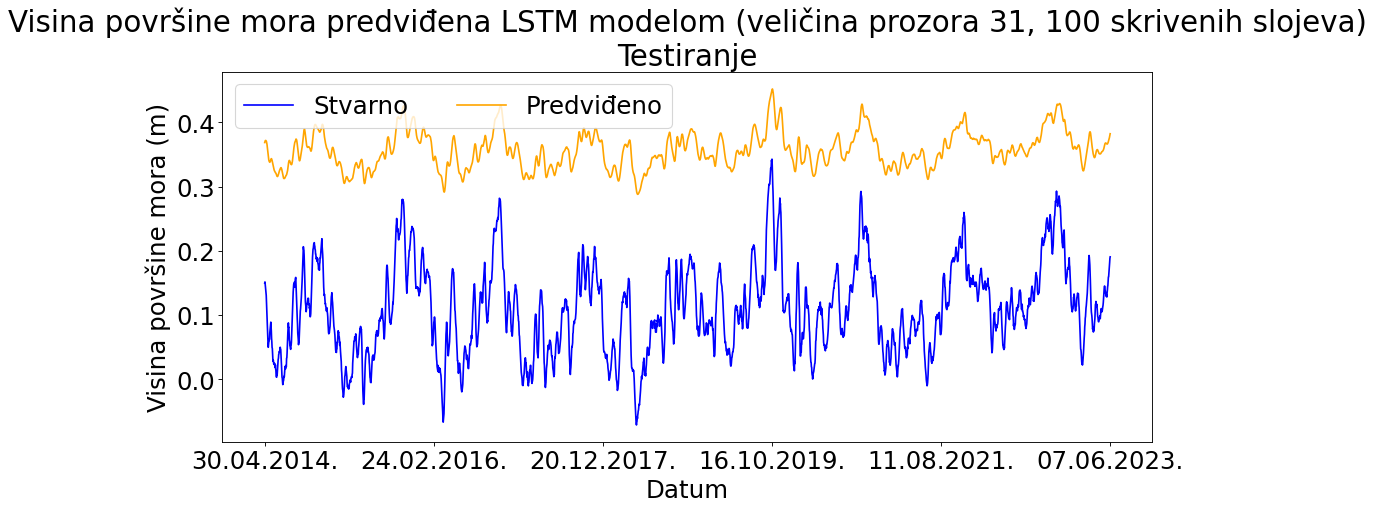 Visina površine mora predviđena LSTM modelom (veličina prozora 31, 100 skrivenih slojeva)
Testiranje
Stvarno
Predviđeno
Visina površine mora (m)
0.4
0.3
0.2
0.1
0.0
30.04.2014.
24.02.2016.
20.12.2017.
16.10.2019.
11.08.2021.
07.06.2023.
Datum